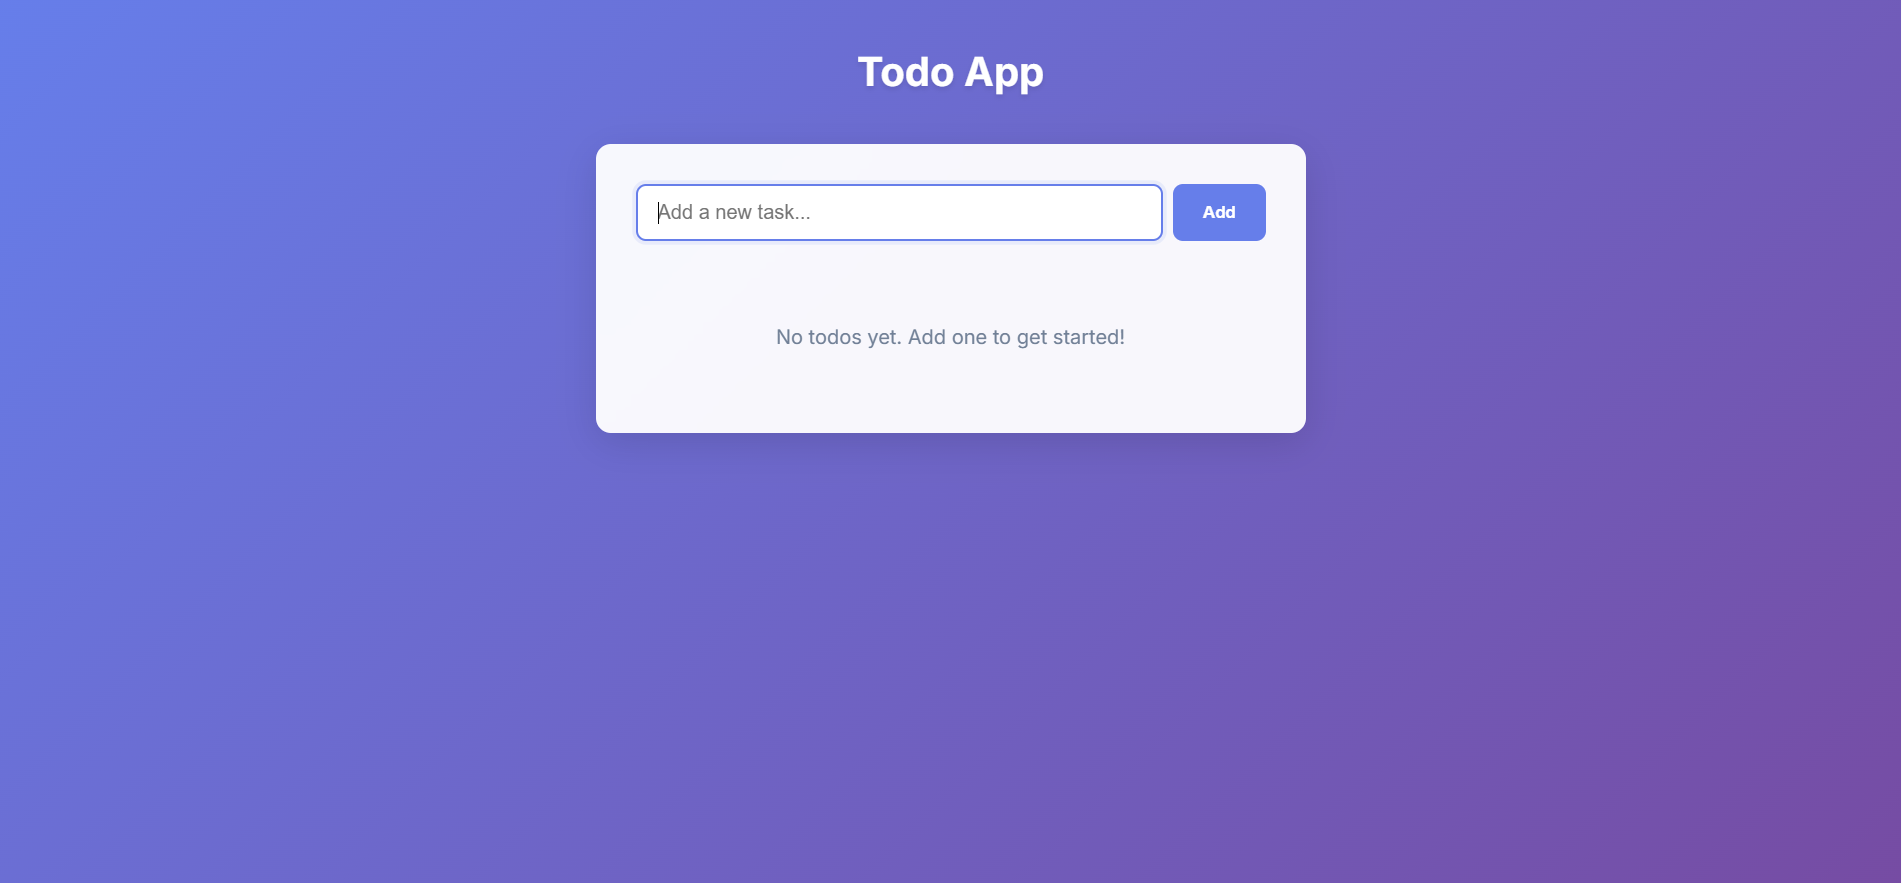 Todo App
Add a new task...
Add
No todos yet. Add one to get started!